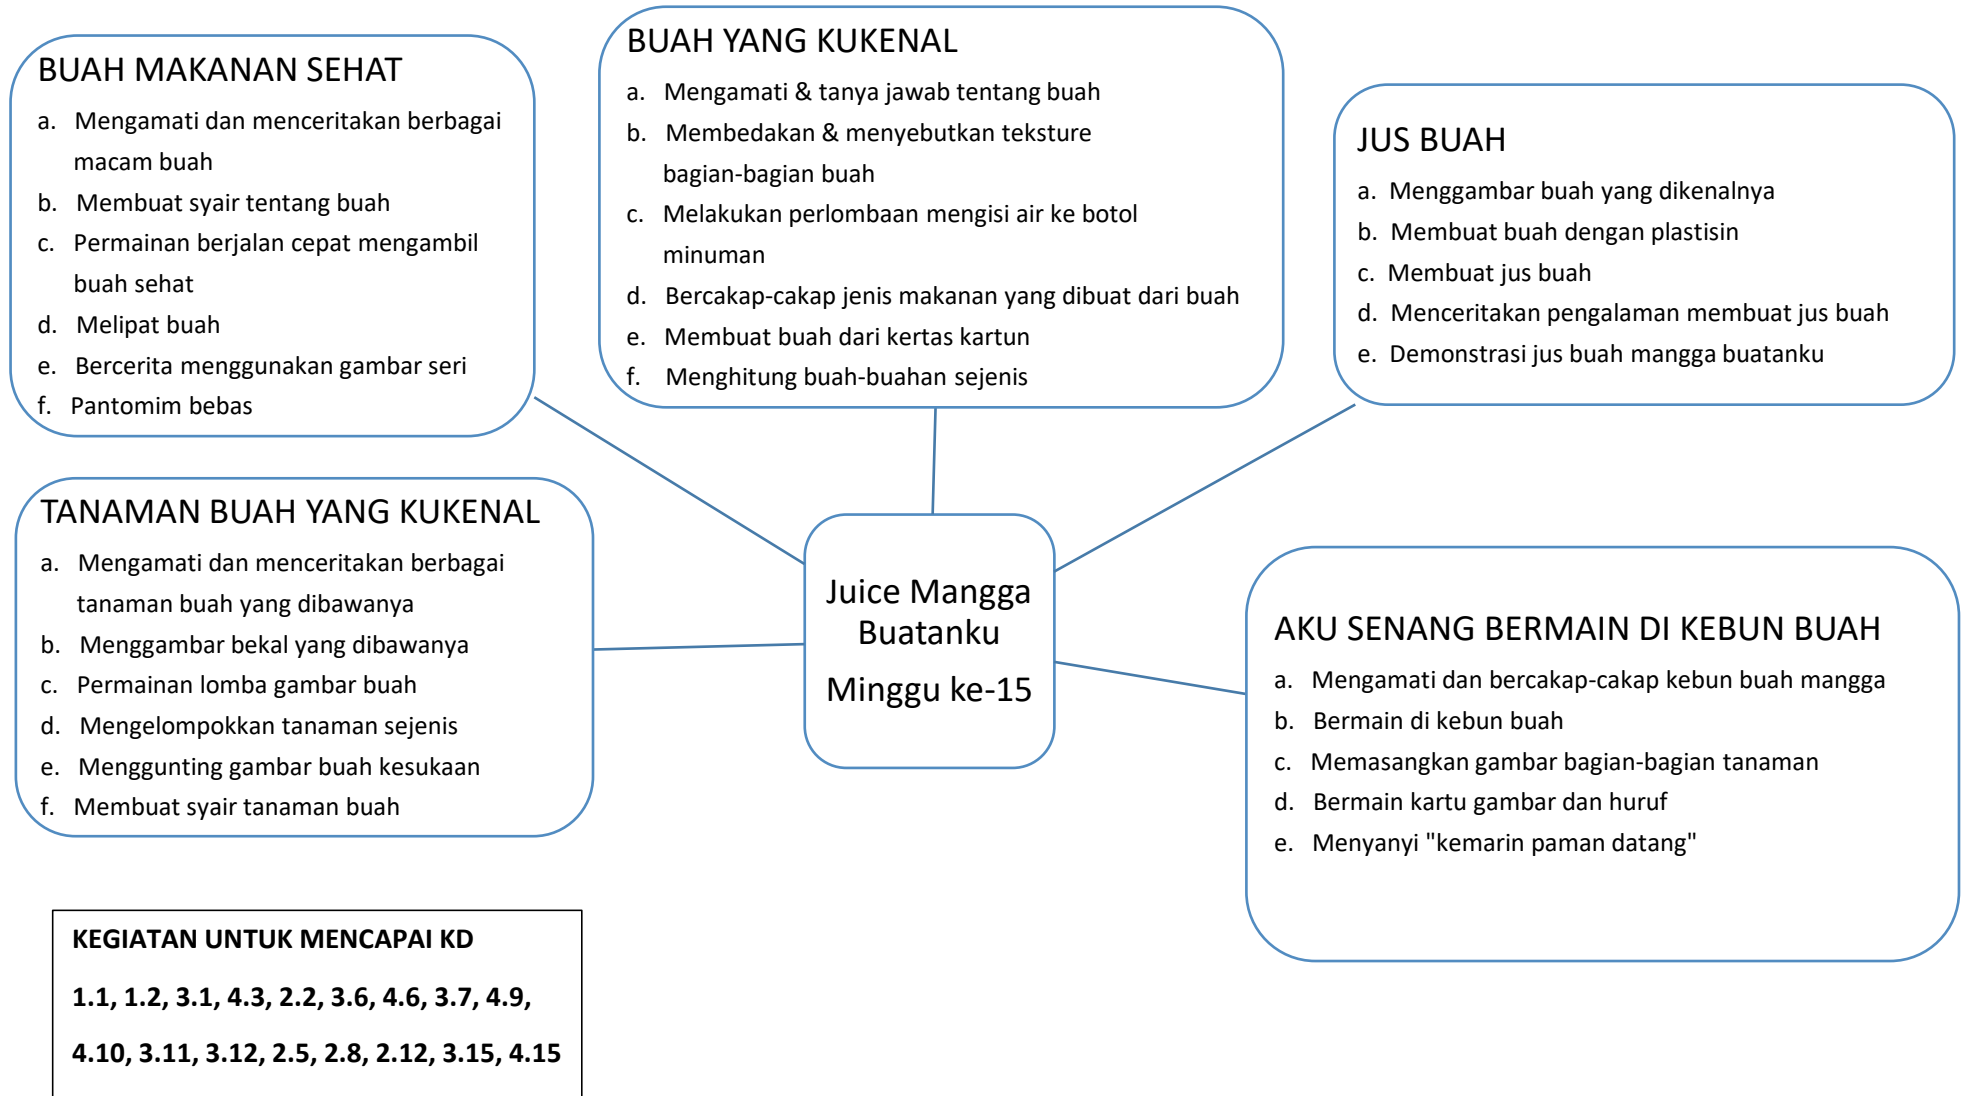 BUAH MAKANAN SEHAT
a. Mengamati dan menceritakan berbagai
macam buah
b. Membuat syair tentang buah
c. Permainan berjalan cepat mengambil
buah sehat
d. Melipat buah
e. Bercerita menggunakan gambar seri
f. Pantomim bebas
BUAH YANG KUKENAL
a. Mengamati & tanya jawab tentang buah
b. Membedakan & menyebutkan teksture
bagian-bagian buah
c. Melakukan perlombaan mengisi air ke botol
minuman
d. Bercakap-cakap jenis makanan yang dibuat dari buah
e. Membuat buah dari kertas kartun
f. Menghitung buah-buahan sejenis
JUS BUAH
a. Menggambar buah yang dikenalnya
b. Membuat buah dengan plastisin
c. Membuat jus buah
d. Menceritakan pengalaman membuat jus buah
e. Demonstrasi jus buah mangga buatanku
TANAMAN BUAH YANG KUKENAL
a. Mengamati dan menceritakan berbagai
tanaman buah yang dibawanya
b. Menggambar bekal yang dibawanya
c. Permainan lomba gambar buah
d. Mengelompokkan tanaman sejenis
e. Menggunting gambar buah kesukaan
f. Membuat syair tanaman buah
Juice Mangga
Buatanku
Minggu ke-15
AKU SENANG BERMAIN DI KEBUN BUAH
a. Mengamati dan bercakap-cakap kebun buah mangga
b. Bermain di kebun buah
c. Memasangkan gambar bagian-bagian tanaman
d. Bermain kartu gambar dan huruf
e. Menyanyi "kemarin paman datang"
KEGIATAN UNTUK MENCAPAI KD
1.1, 1.2, 3.1, 4.3, 2.2, 3.6, 4.6, 3.7, 4.9,
4.10, 3.11, 3.12, 2.5, 2.8, 2.12, 3.15, 4.15